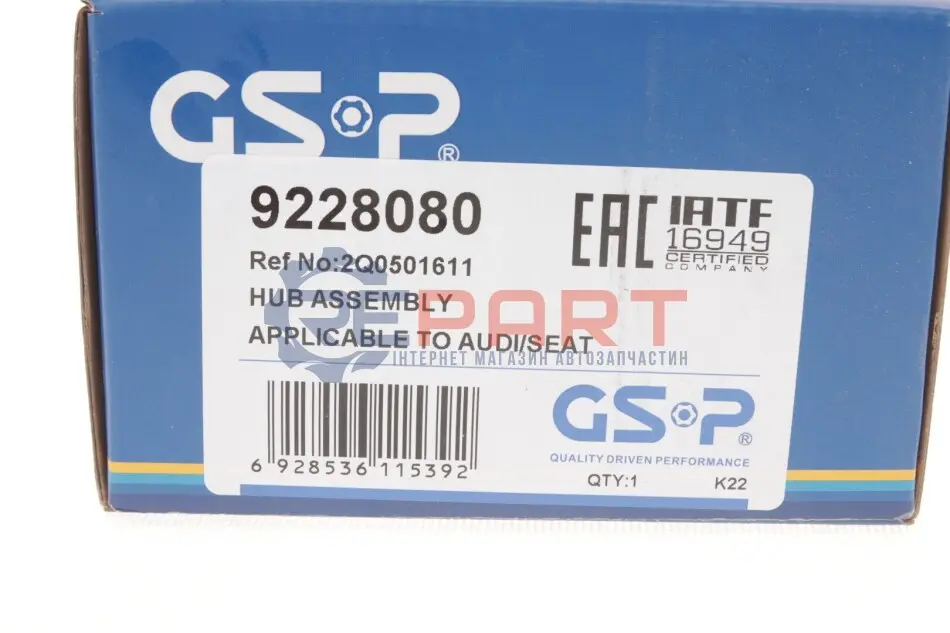 GSP®
9228080
EAC
IATF
16949
CERTIFIED
COMPANY
Ref No:2Q0501611
HUB ASSEMBLY
APPLICABLE TO AUDI/SEAT
PART
ІНТЕРНЕТ МАГАЗИН АВТОЗАПЧАСТИН
6 928536 115392
GSP®
QUALITY DRIVEN PERFORMANCE
QTY:1
K22